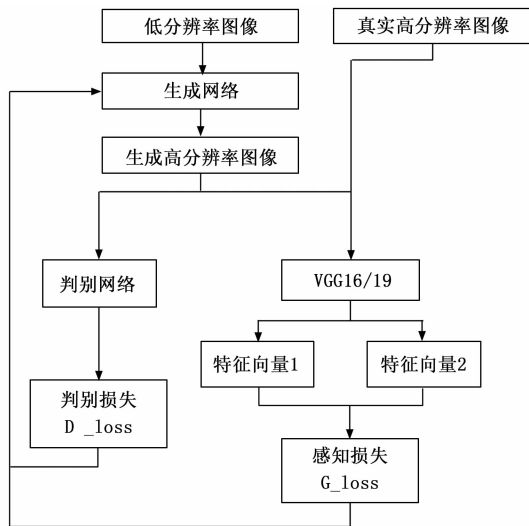 低分辨率图像
真实高分辨率图像
生成网络
生成高分辨率图像
判别网络
VGG16/19
特征向量1
特征向量2
判别损失
D _loss
感知损失
G_loss